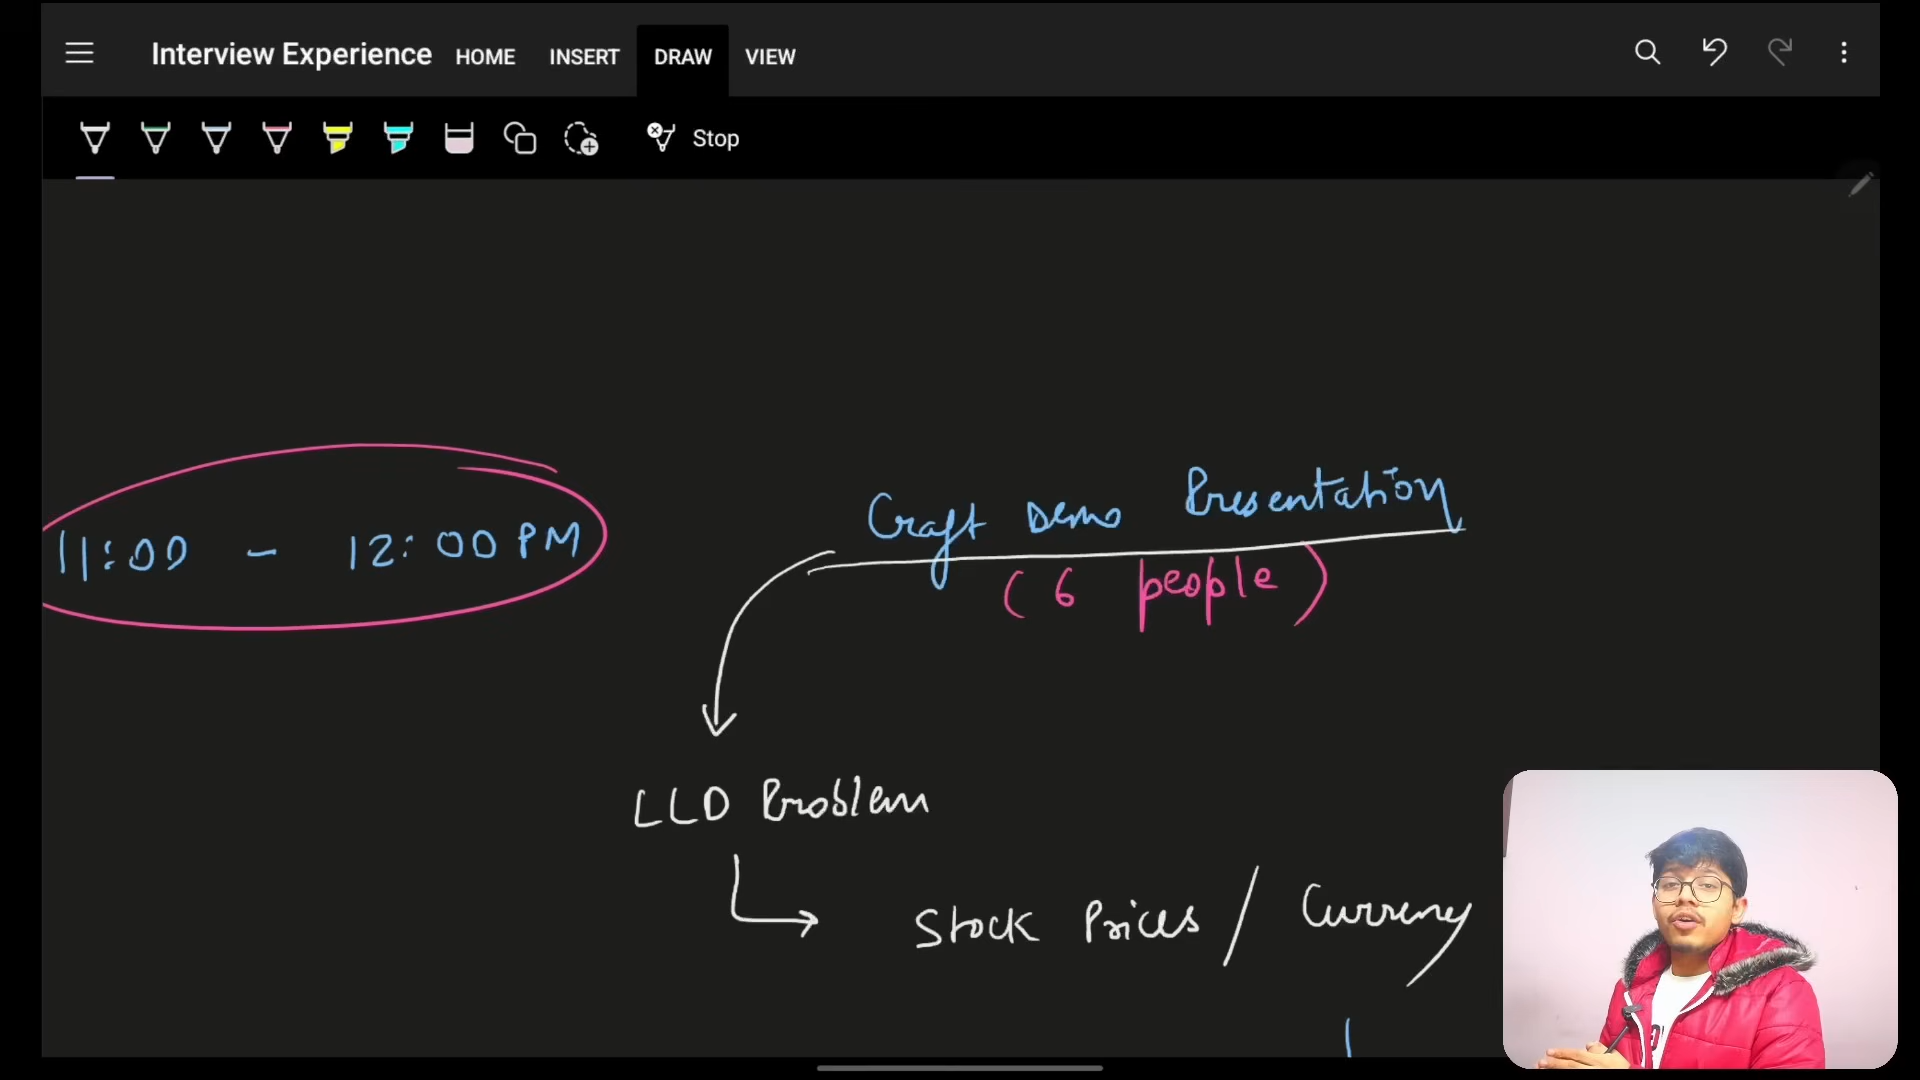 Interview Experience HOME INSERT DRAW VIEW
Stop
Craft Demo Presentation
11:00 - 12:00 PM
(6 people)
LLD Problem
Stock Prices / Currency